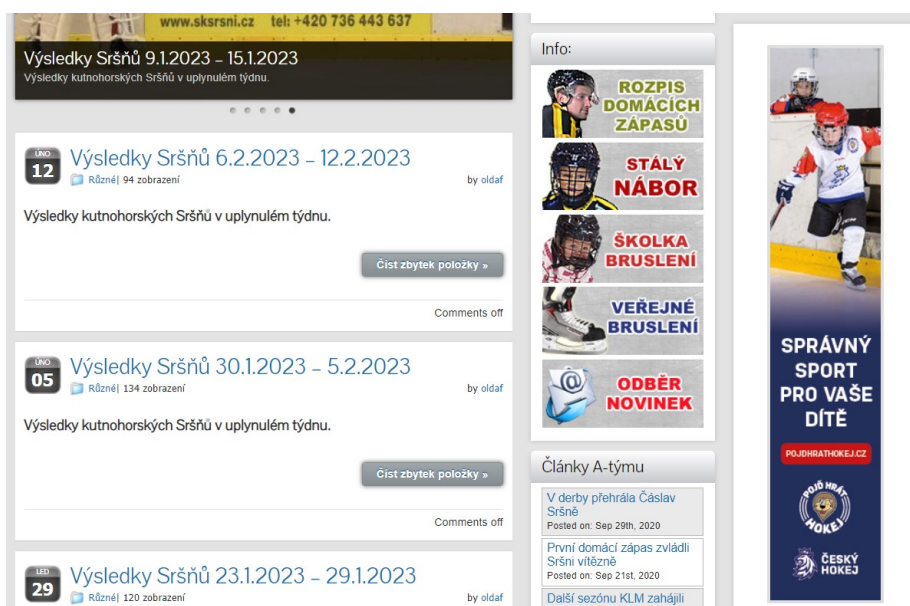 www.sksrsni.cz tel: +420 736 443 637
Výsledky Sršňů 9.1.2023 – 15.1.2023
Výsledky kutnohorských Sršňů v uplynulém týdnu.
ÚNO
12
Výsledky Sršňů 6.2.2023 – 12.2.2023
Různé| 94 zobrazení
by oldaf
Výsledky kutnohorských Sršňů v uplynulém týdnu.
Číst zbytek položky »
Comments off
ÚNO
05
Výsledky Sršňů 30.1.2023 – 5.2.2023
Různé| 134 zobrazení
by oldaf
Výsledky kutnohorských Sršňů v uplynulém týdnu.
Číst zbytek položky »
Comments off
LED
29
Výsledky Sršňů 23.1.2023 – 29.1.2023
Různé| 120 zobrazení
by oldaf
Info:
ROZPIS
DOMÁCÍCH
ZÁPASŮ
STÁLÝ
NÁBOR
ŠKOLKA
BRUSLENÍ
VEŘEJNÉ
BRUSLENÍ
ODBĚR
NOVINEK
Články A-týmu
V derby přehrála Čáslav
Sršně
Posted on: Sep 29th, 2020
První domácí zápas zvládli
Sršni vítězně
Posted on: Sep 21st, 2020
Další sezónu KLM zahájili
SPRÁVNÝ
SPORT
PRO VAŠE
DÍTĚ
POJDHRATHOKEJ.CZ
POJĎ HRÁT
HOKEJ
ČESKÝ
HOKEJ